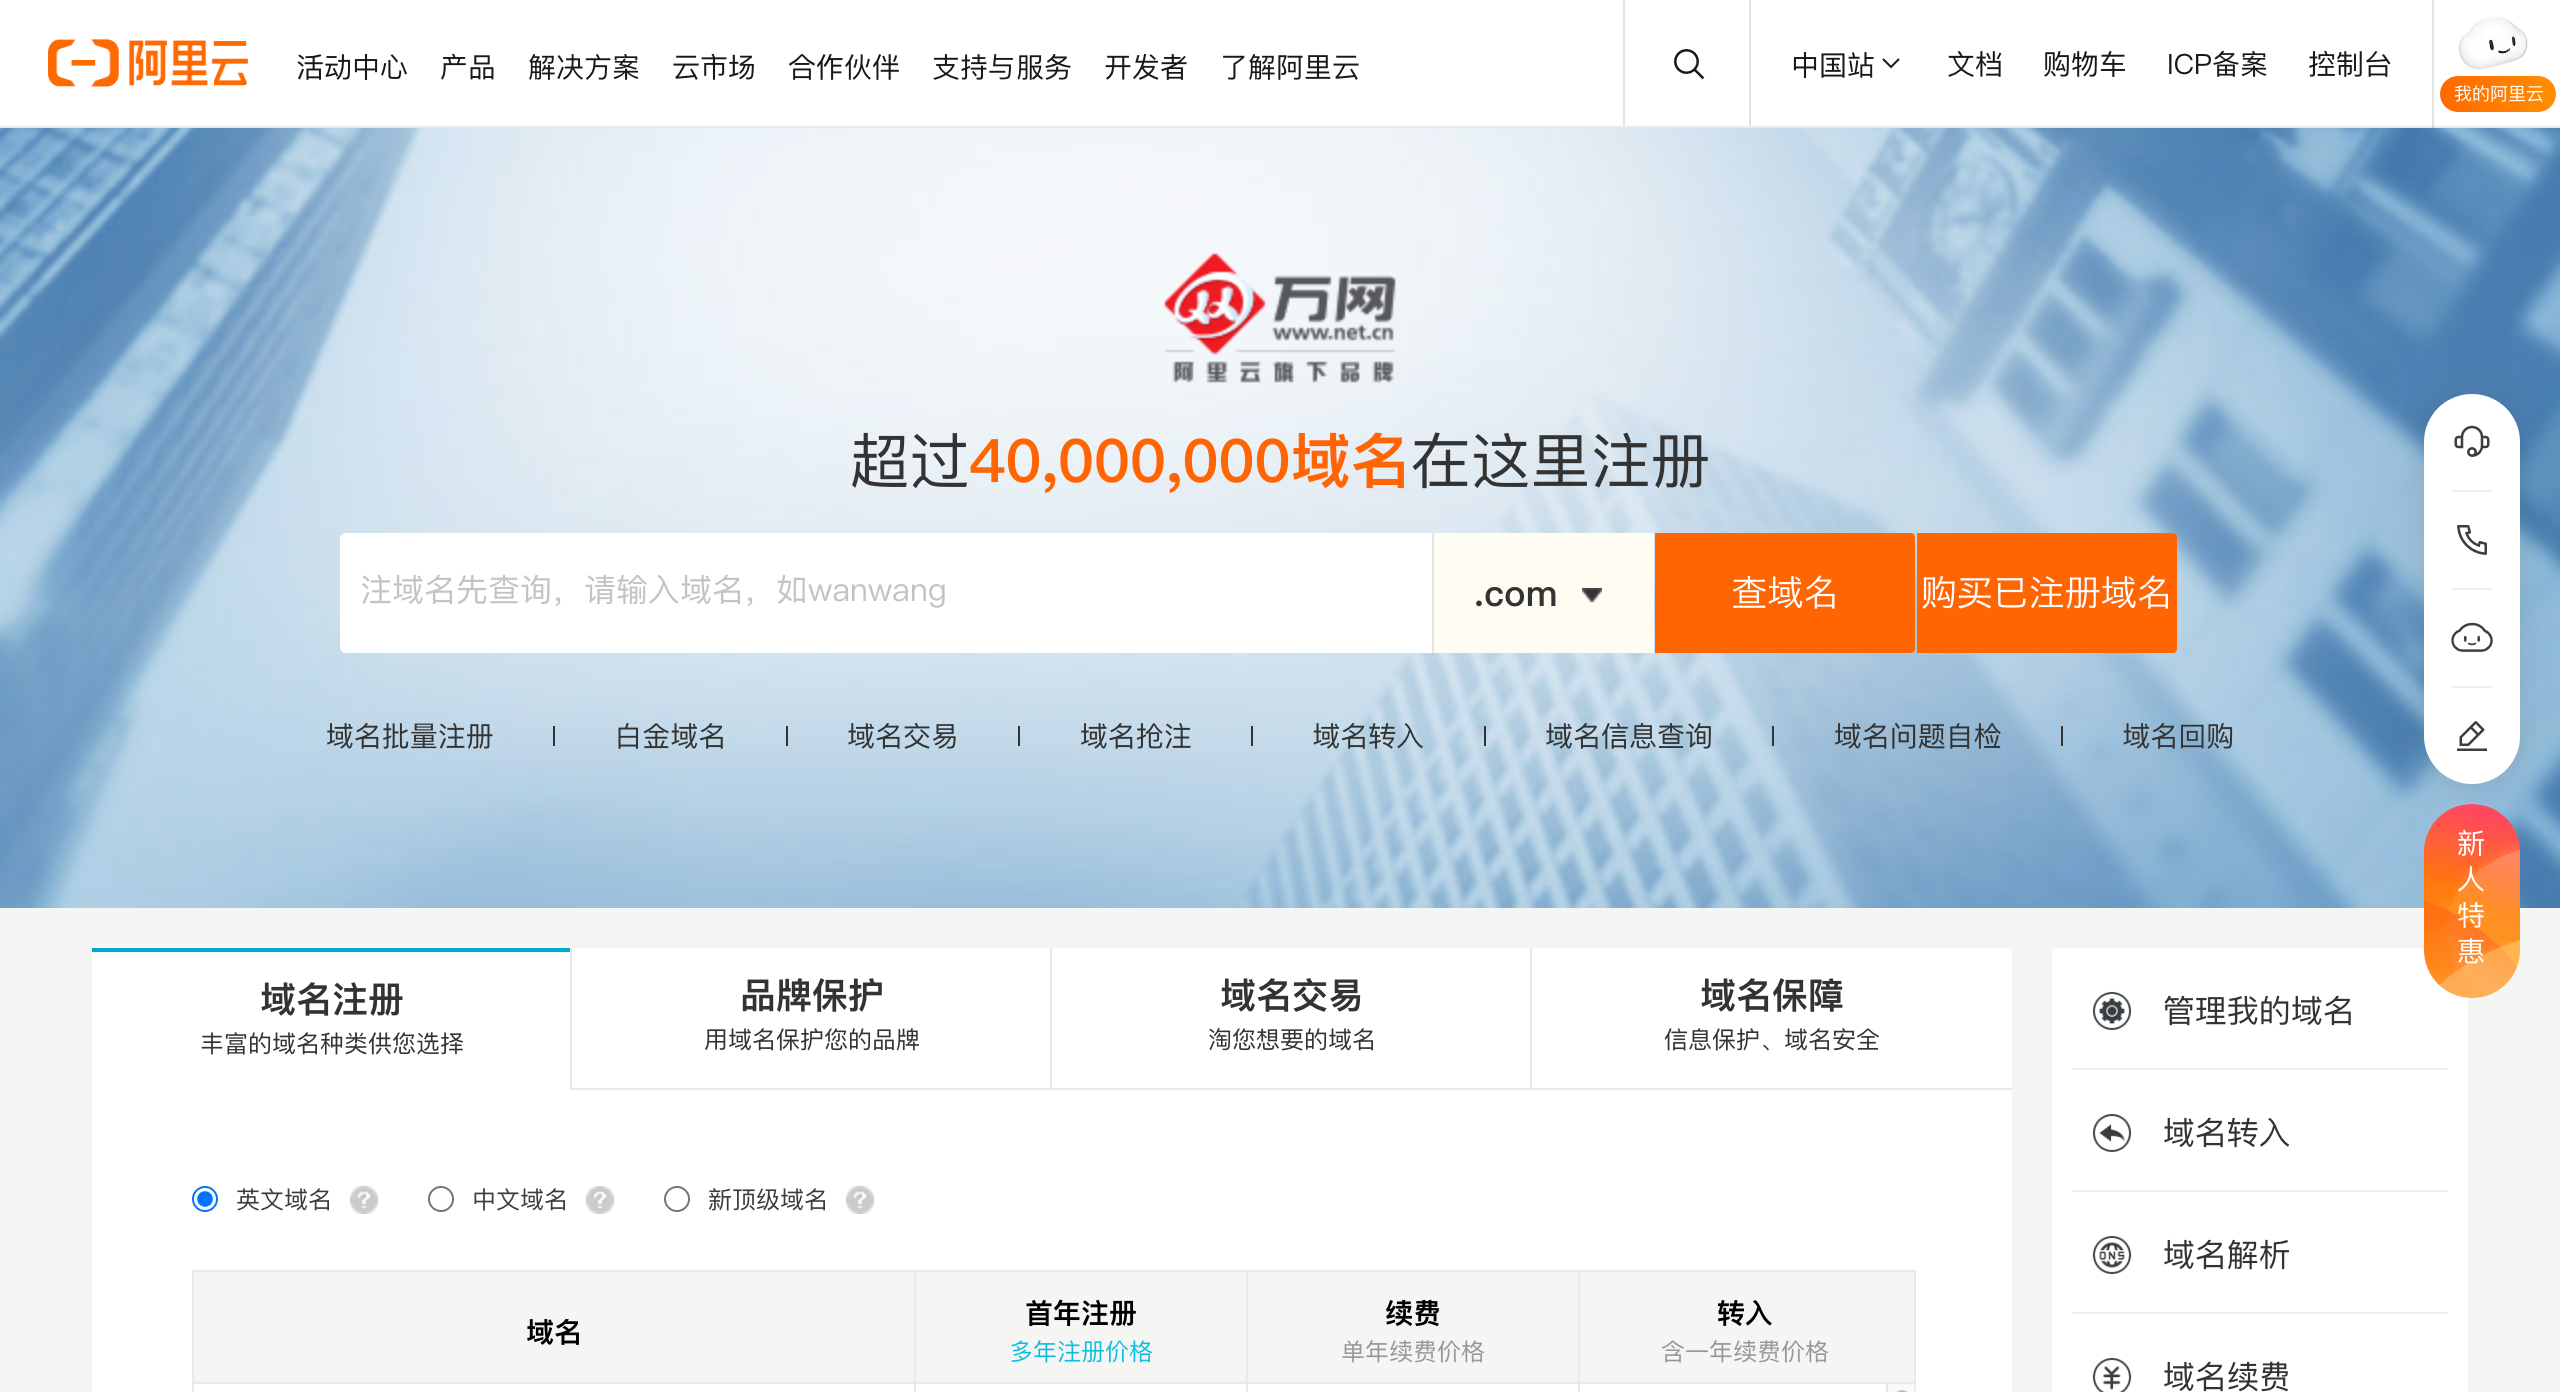 阿里云
活动中心 产品 解决方案 云市场 合作伙伴 支持与服务 开发者 了解阿里云
中国站 文档 购物车 ICP备案 控制台
我的阿里云
万网
www.net.cn
阿里云旗下品牌
超过40,000,000域名在这里注册
注域名先查询，请输入域名，如wanwang
.com
查域名
购买已注册域名
域名批量注册 | 白金域名 | 域名交易 | 域名抢注 | 域名转入 | 域名信息查询 | 域名问题自检 | 域名回购
新人特惠
域名注册
丰富的域名种类供您选择
品牌保护
用域名保护您的品牌
域名交易
淘您想要的域名
域名保障
信息保护、域名安全
英文域名 ? 中文域名 ? 新顶级域名 ?
域名
首年注册
多年注册价格
续费
单年续费价格
转入
含一年续费价格
管理我的域名
域名转入
DNS
域名解析
¥
域名续费